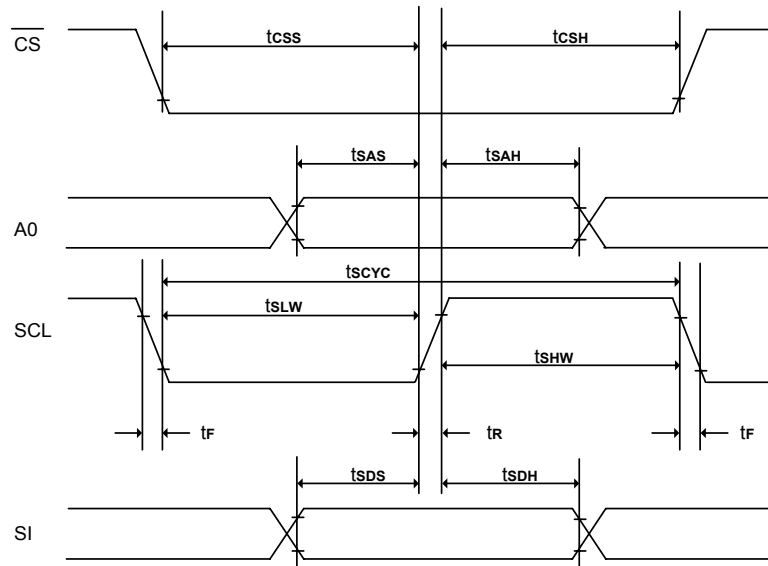 CS
tCSS
tCSH
tSAS
tSAH
A0
tSCYC
SCL
tSLW
tSHW
tF
tR
tF
tSDS
tSDH
SI